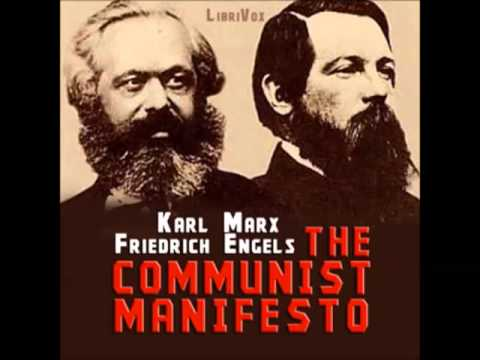 LIBRIVOX
KARL MARX
FRIEDRICH ENGELS THE
COMMUNIST
MANIFESTO